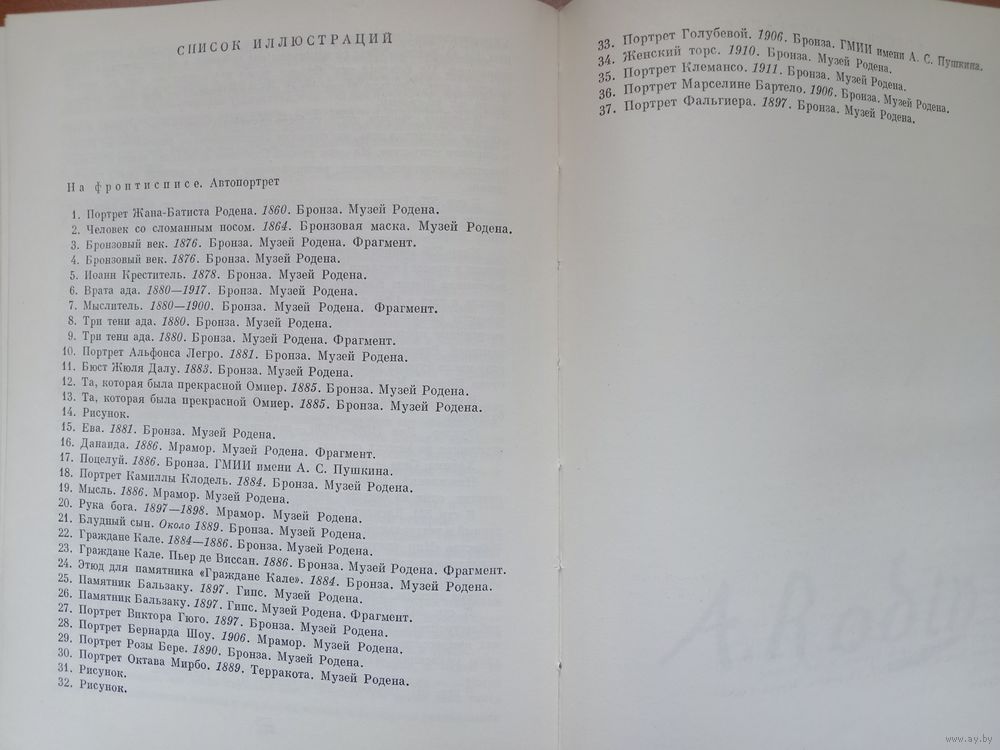 СПИСОК ИЛЛЮСТРАЦИЙ
На фронтисписе. Автопортрет
1. Портрет Жана-Батиста Родена. 1860. Бронза. Музей Родена.
2. Человек со сломанным носом. 1864. Бронзовая маска. Музей Родена.
3. Бронзовый век. 1876. Бронза. Музей Родена. Фрагмент.
4. Бронзовый век. 1876. Бронза. Музей Родена.
5. Иоанн Креститель. 1878. Бронза. Музей Родена.
6. Врата ада. 1880—1917. Бронза. Музей Родена.
7. Мыслитель. 1880—1900. Бронза. Музей Родена. Фрагмент.
8. Три тени ада. 1880. Бронза. Музей Родена.
9. Три тени ада. 1880. Бронза. Музей Родена. Фрагмент.
10. Портрет Альфонса Легро. 1881. Бронза. Музей Родена.
11. Бюст Жюля Далу. 1883. Бронза. Музей Родена.
12. Та, которая была прекрасной Омиер. 1885. Бронза. Музей Родена.
13. Та, которая была прекрасной Омиер. 1885. Бронза. Музей Родена.
14. Рисунок.
15. Ева. 1881. Бронза. Музей Родена.
16. Данаида. 1886. Мрамор. Музей Родена. Фрагмент.
17. Поцелуй. 1886. Бронза. ГМИИ имени А. С. Пушкина.
18. Портрет Камиллы Клодель. 1884. Бронза. Музей Родена.
19. Мысль. 1886. Мрамор. Музей Родена.
20. Рука бога. 1897—1898. Мрамор. Музей Родена.
21. Блудный сын. Около 1889. Бронза. Музей Родена.
22. Граждане Кале. 1884—1886. Бронза. Музей Родена.
23. Граждане Кале. Пьер де Виссан. 1886. Бронза. Музей Родена. Фрагмент.
24. Этюд для памятника «Граждане Кале». 1884. Бронза. Музей Родена.
25. Памятник Бальзаку. 1897. Гипс. Музей Родена.
26. Памятник Бальзаку. 1897. Гипс. Музей Родена. Фрагмент.
27. Портрет Виктора Гюго. 1897. Бронза. Музей Родена.
28. Портрет Бернарда Шоу. 1906. Мрамор. Музей Родена.
29. Портрет Розы Бере. 1890. Бронза. Музей Родена.
30. Портрет Октава Мирбо. 1889. Терракота. Музей Родена.
31. Рисунок.
32. Рисунок.
33. Портрет Голубевой. 1906. Бронза. ГМИИ имени А. С. Пушкина.
34. Женский торс. 1910. Бронза. Музей Родена.
35. Портрет Клемансо. 1911. Бронза. Музей Родена.
36. Портрет Марселине Бартело. 1906. Бронза. Музей Родена.
37. Портрет Фальгиера. 1897. Бронза. Музей Родена.
www.ay.by